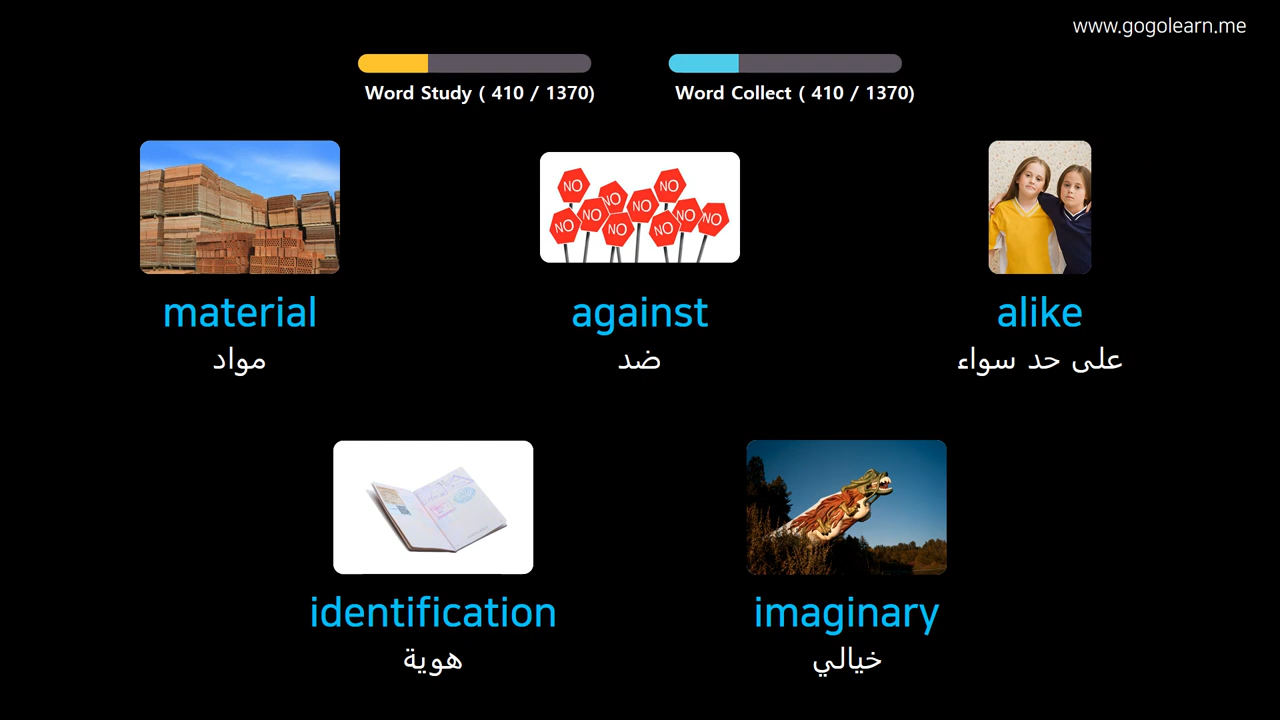 www.gogolearn.me
Word Study ( 410 / 1370)
Word Collect ( 410 / 1370)
NO
NO
NO
NO
NO
NO
NO
NO
NO
NO
material
against
alike
مواد
ضد
على حد سواء
identification
imaginary
هوية
خيالي